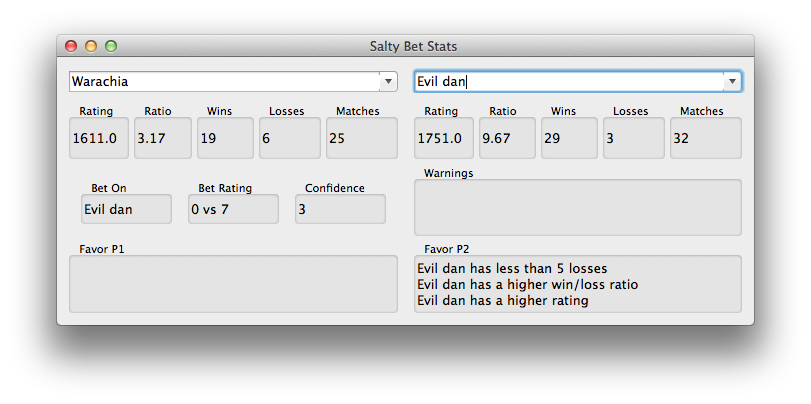 Salty Bet Stats
Warachia
Evil dan
Rating Ratio Wins Losses Matches
1611.0 3.17 19 6 25
Rating Ratio Wins Losses Matches
1751.0 9.67 29 3 32
Bet On Bet Rating Confidence
Evil dan 0 vs 7 3
Warnings
Favor P1
Favor P2
Evil dan has less than 5 losses
Evil dan has a higher win/loss ratio
Evil dan has a higher rating